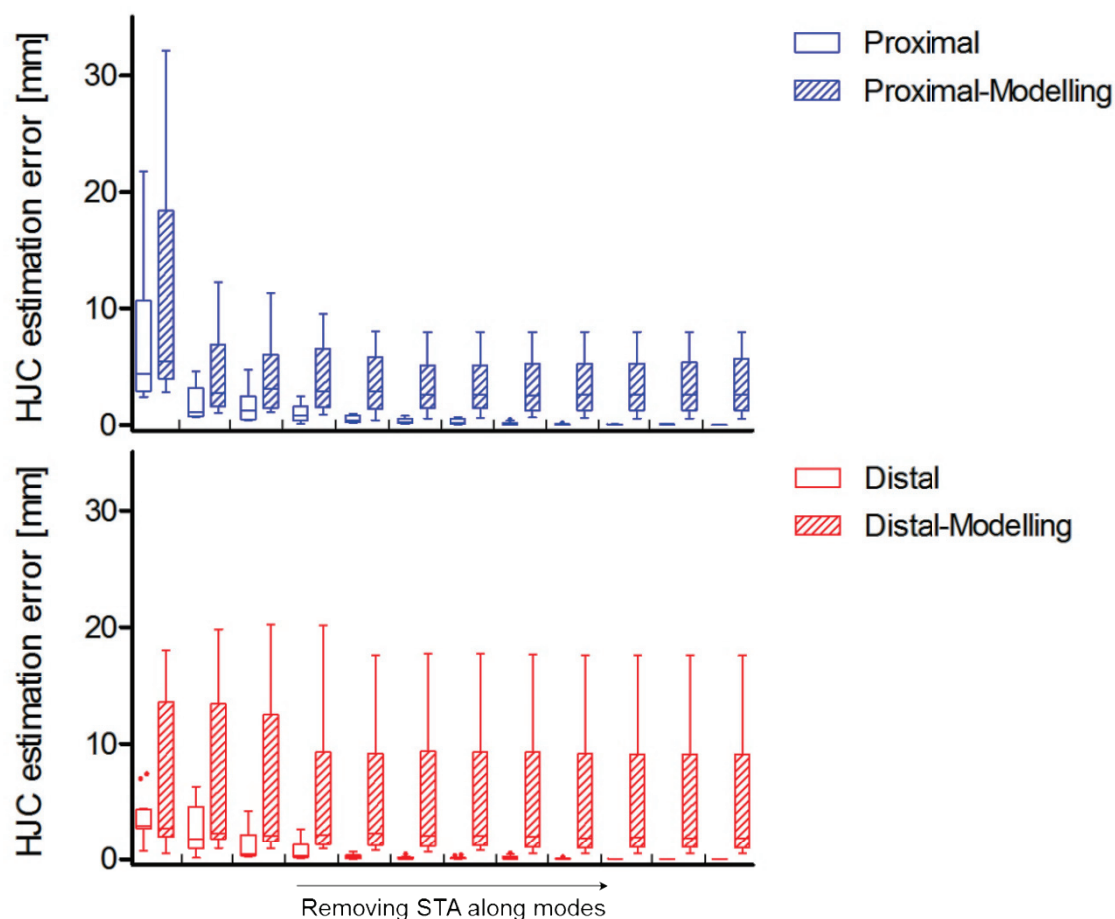 HJC estimation error [mm]
30
20
10
0
Proximal
Proximal-Modelling
HJC estimation error [mm]
30
20
10
0
Distal
Distal-Modelling
Removing STA along modes